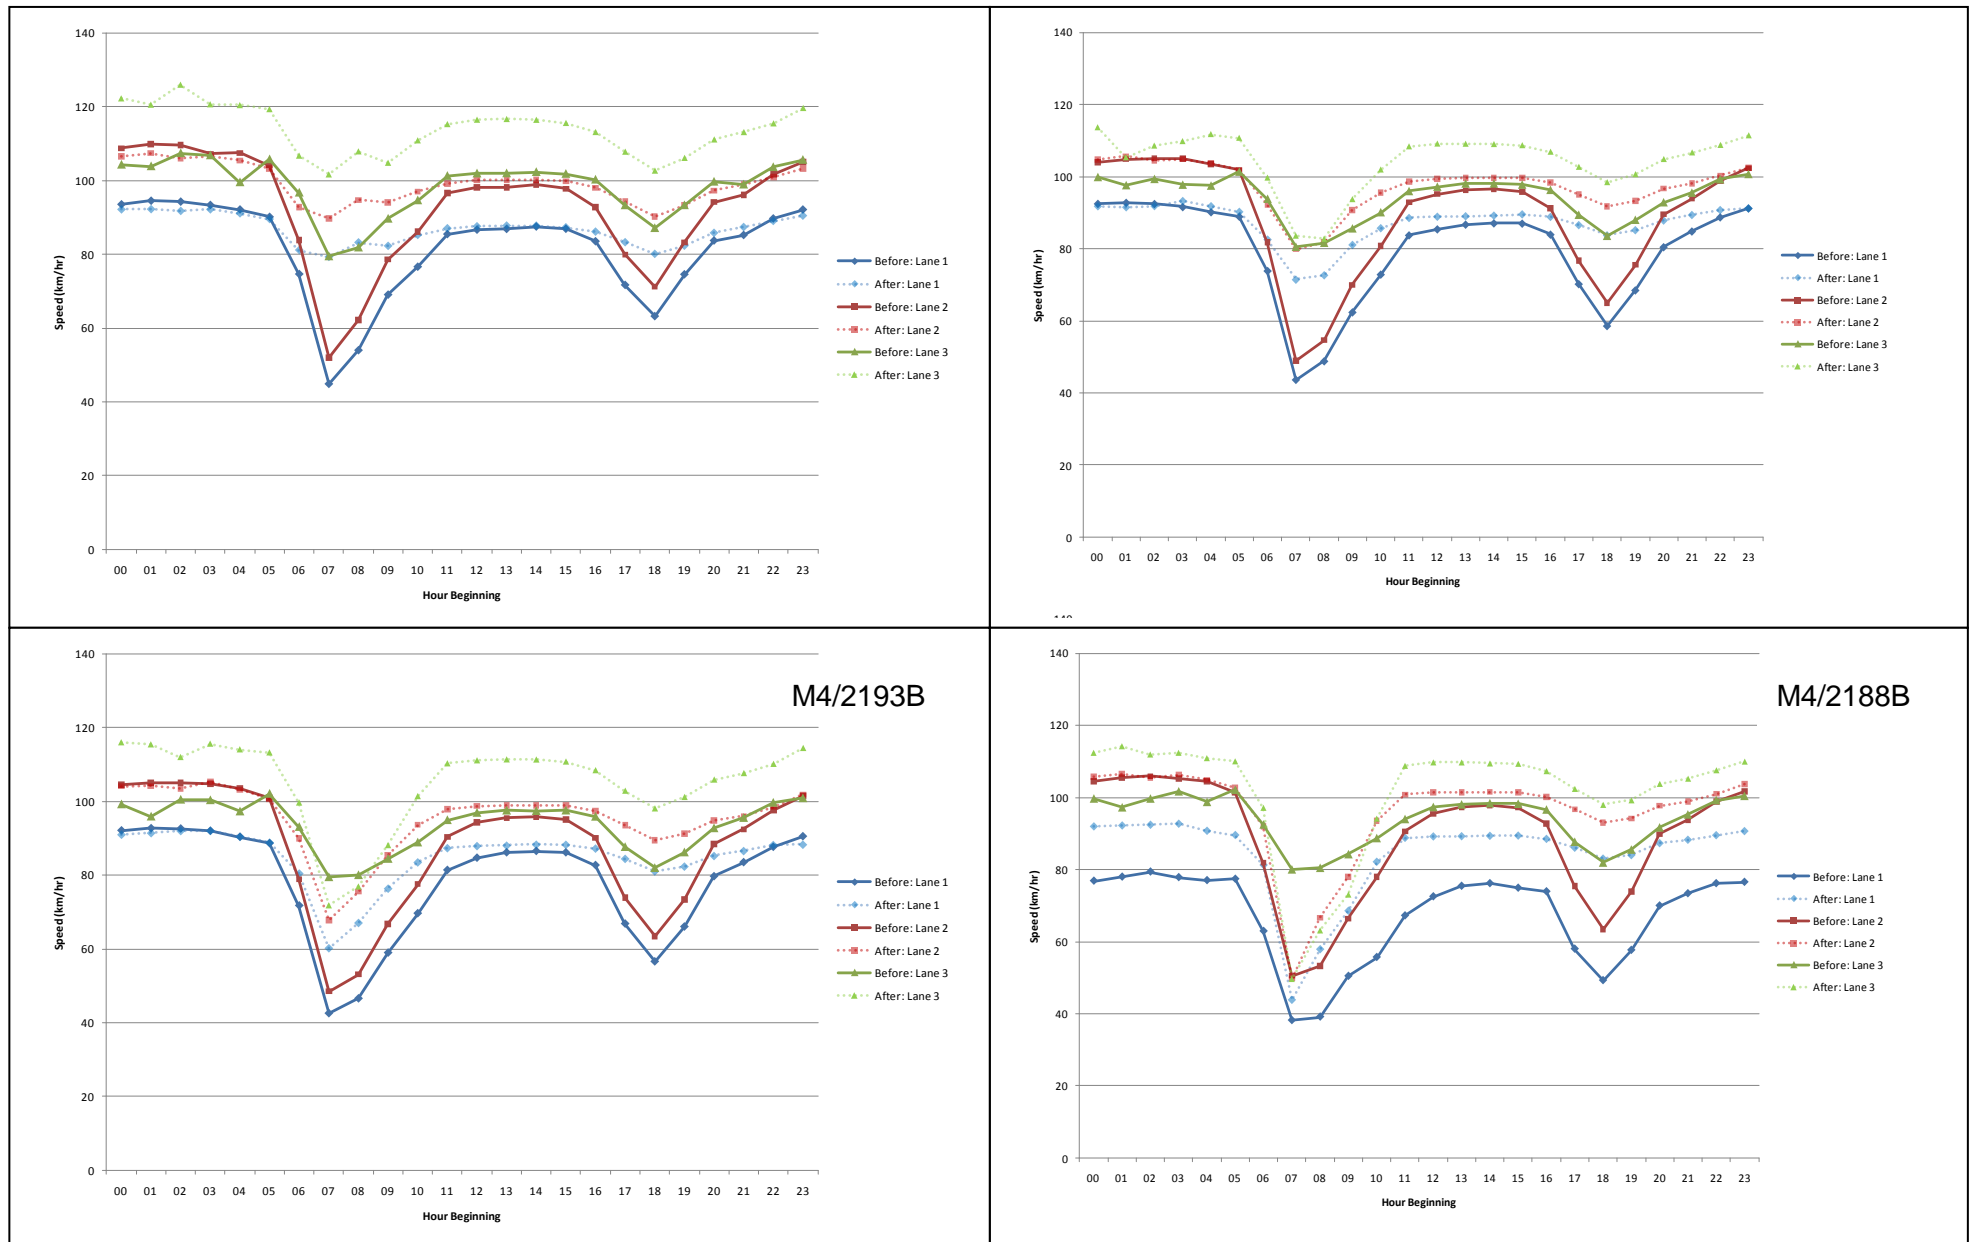 140
120
100
80
60
40
20
0
Speed (km/hr)
00 01 02 03 04 05 06 07 08 09 10 11 12 13 14 15 16 17 18 19 20 21 22 23
Hour Beginning
Before: Lane 1
After: Lane 1
Before: Lane 2
After: Lane 2
Before: Lane 3
After: Lane 3
140
120
100
80
60
40
20
0
Speed (km/hr)
00 01 02 03 04 05 06 07 08 09 10 11 12 13 14 15 16 17 18 19 20 21 22 23
Hour Beginning
Before: Lane 1
After: Lane 1
Before: Lane 2
After: Lane 2
Before: Lane 3
After: Lane 3
M4/2193B
140
120
100
80
60
40
20
0
Speed (km/hr)
00 01 02 03 04 05 06 07 08 09 10 11 12 13 14 15 16 17 18 19 20 21 22 23
Hour Beginning
Before: Lane 1
After: Lane 1
Before: Lane 2
After: Lane 2
Before: Lane 3
After: Lane 3
M4/2188B
140
120
100
80
60
40
20
0
Speed (km/hr)
00 01 02 03 04 05 06 07 08 09 10 11 12 13 14 15 16 17 18 19 20 21 22 23
Hour Beginning
Before: Lane 1
After: Lane 1
Before: Lane 2
After: Lane 2
Before: Lane 3
After: Lane 3